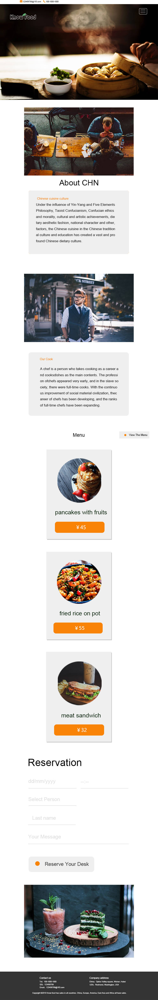 123456789@163.com 100-1000-1000
Know Food
About CHN
Chinese cuisine culture
Under the influence of Yin-Yang and Five Elements
Philosophy, Taoist Confucianism, Confucian ethics
and morality, cultural and artistic achievements, die
tary aesthetic fashion, national character and other,
factors, the Chinese cuisine in the Chinese tradition
al culture and education has created a vast and pro
found Chinese dietary culture.
Our Cook
A chef is a person who takes cooking as a career a
nd cooksdishes as the main contents. The professi
on ofchefs appeared very early, and in the slave so
ciety, there were full-time cooks. With the continuo
us improvement of social material civilization, thec
areer of chefs has been developing, and the ranks
of full-time chefs have been expanding.
Menu
View The Menu
pancakes with fruits
¥45
fried rice on pot
¥55
meat sandwich
¥32
Reservation
dd/mm/yyyy --:--
Select Person
Last name
Your Message
Reserve Your Desk
Contact us
Tel: 100-1000-1000
QQ: 123456789
Email: 123456789@163.com
Company address
China: Optics Valley square, Wuhan, Hubei
USA: Redmond, Washington, USA
Copyright ©2016 Know food has sales in all countries. China, Europe, America, East Asia and Africa all have sales.